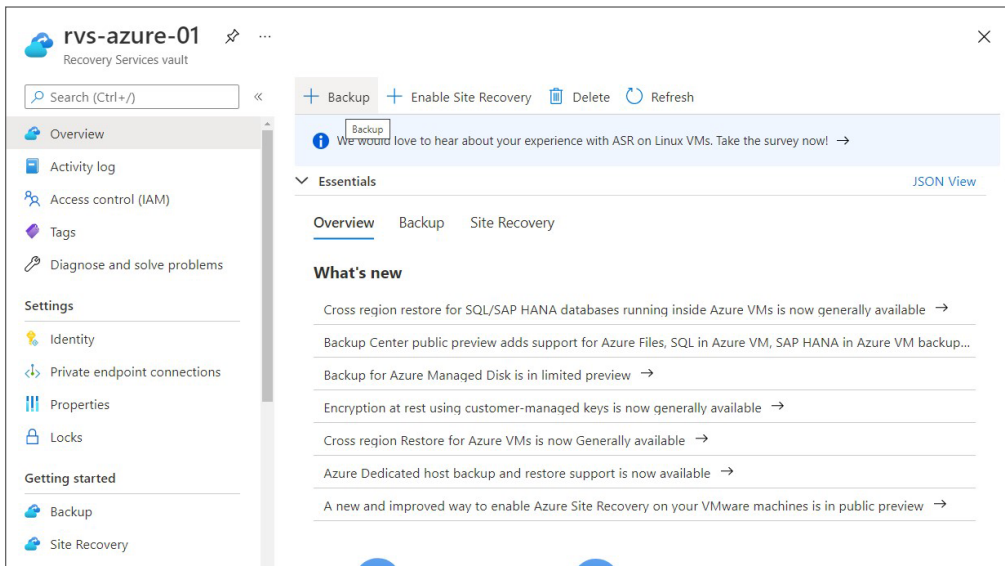 rvs-azure-01
Recovery Services vault
Search (Ctrl+/)
Overview
Activity log
Access control (IAM)
Tags
Diagnose and solve problems
Settings
Identity
Private endpoint connections
Properties
Locks
Getting started
Backup
Site Recovery
Backup
Enable Site Recovery
Delete
Refresh
Backup
We would love to hear about your experience with ASR on Linux VMs. Take the survey now! →
Essentials
JSON View
Overview
Backup
Site Recovery
What's new
Cross region restore for SQL/SAP HANA databases running inside Azure VMs is now generally available →
Backup Center public preview adds support for Azure Files, SQL in Azure VM, SAP HANA in Azure VM backup...
Backup for Azure Managed Disk is in limited preview →
Encryption at rest using customer-managed keys is now generally available →
Cross region Restore for Azure VMs is now Generally available →
Azure Dedicated host backup and restore support is now available →
A new and improved way to enable Azure Site Recovery on your VMware machines is in public preview →